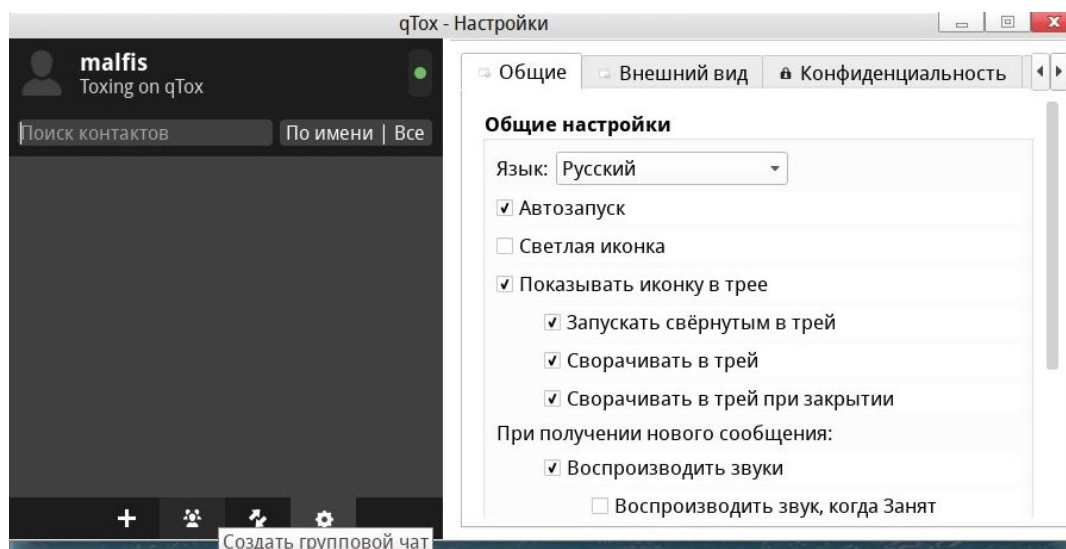 qTox - Настройки
malfis
Toxing on qTox
Поиск контактов
По имени | Все
Общие
Внешний вид
Конфиденциальность
Общие настройки
Язык: Русский
Автозапуск
Светлая иконка
Показывать иконку в трее
Запускать свёрнутым в трей
Сворачивать в трей
Сворачивать в трей при закрытии
При получении нового сообщения:
Воспроизводить звуки
Воспроизводить звук, когда Занят
Создать групповой чат